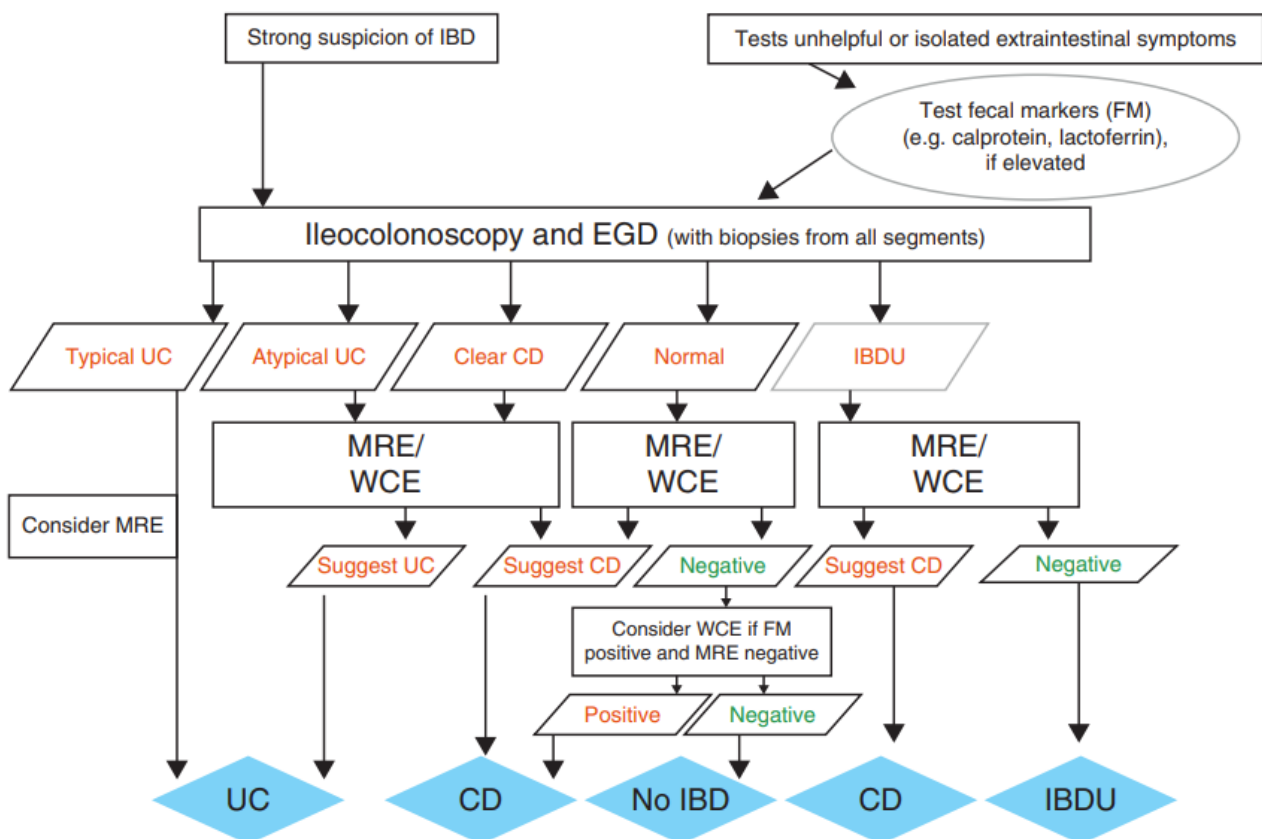 Strong suspicion of IBD
Tests unhelpful or isolated extraintestinal symptoms
Test fecal markers (FM)
(e.g. calprotein, lactoferrin),
if elevated
Ileocolonoscopy and EGD (with biopsies from all segments)
Typical UC
Atypical UC
Clear CD
Normal
IBDU
MRE/
WCE
MRE/
WCE
MRE/
WCE
Consider MRE
Suggest UC
Suggest CD
Negative
Suggest CD
Negative
Consider WCE if FM
positive and MRE negative
Positive
Negative
UC
CD
No IBD
CD
IBDU